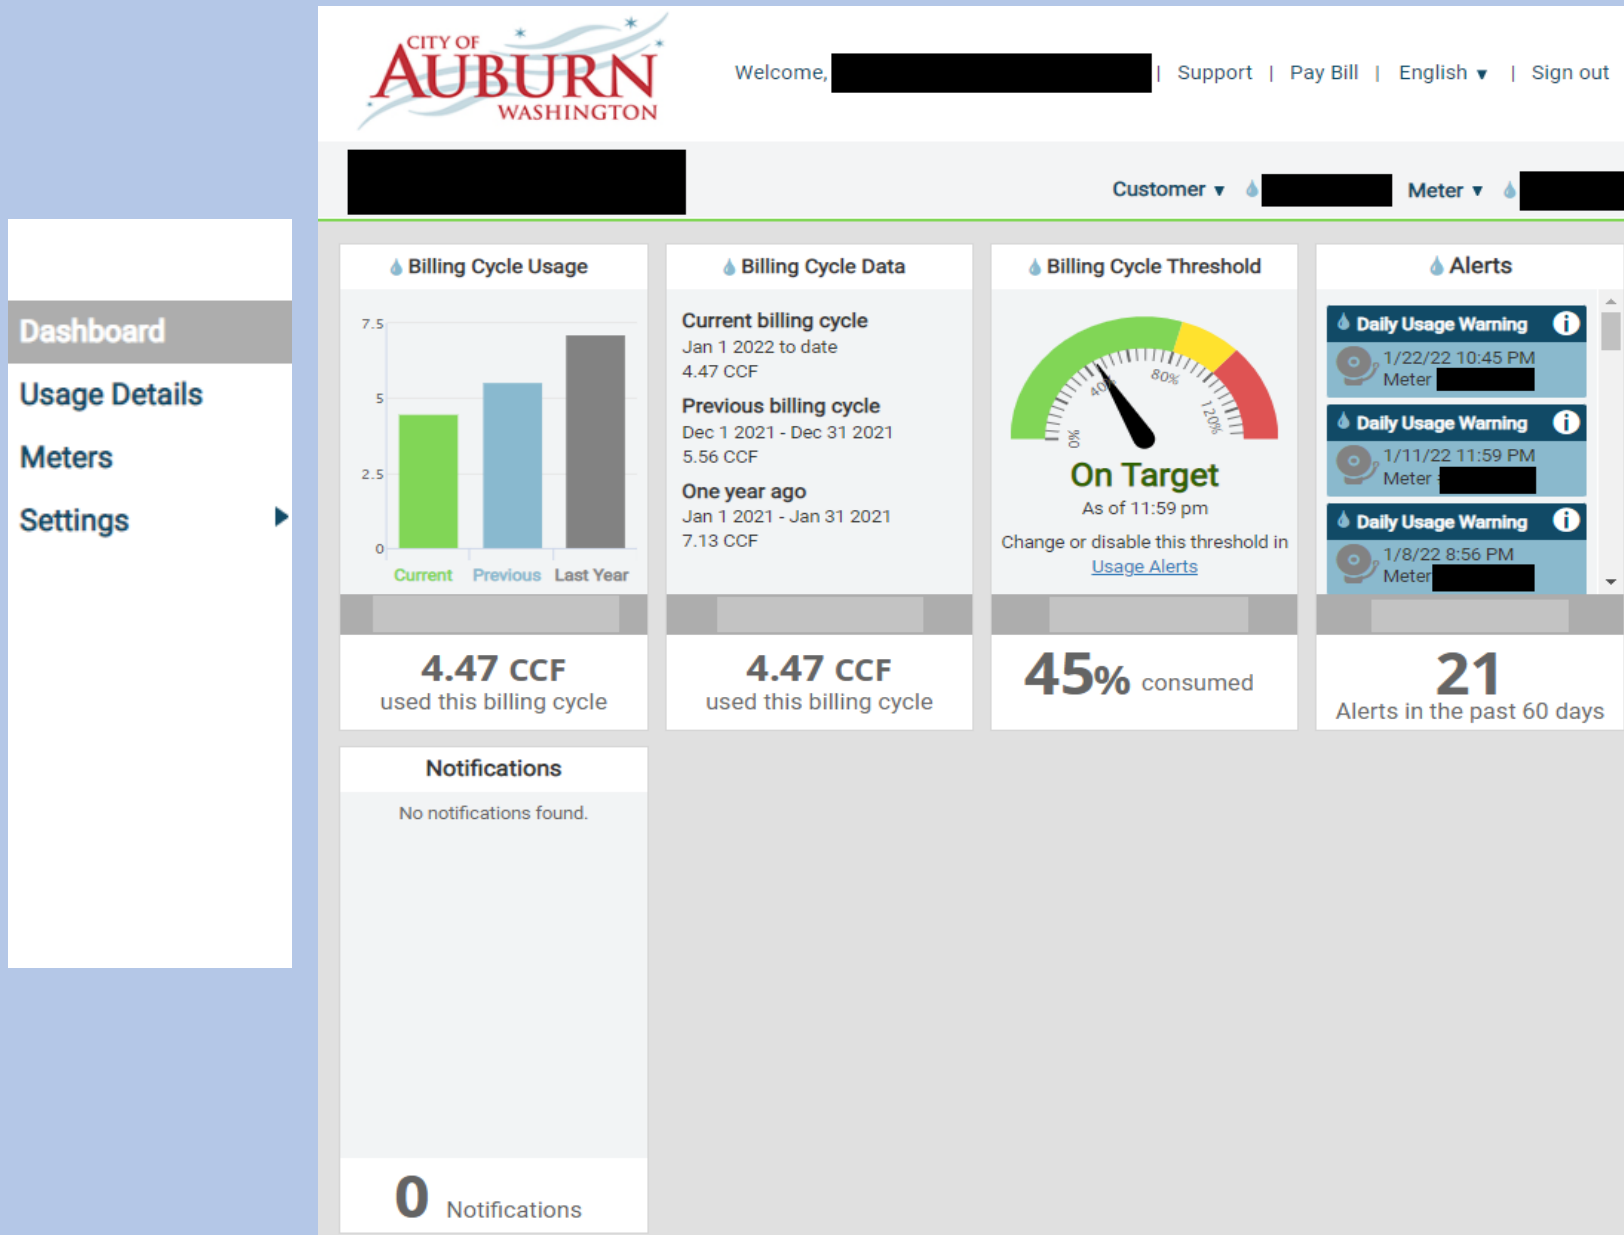 CITY OF
AUBURN
WASHINGTON
Welcome, | Support | Pay Bill | English ▼ | Sign out
Customer ▼ Meter ▼
Dashboard
Usage Details
Meters
Settings
Billing Cycle Usage
7.5
5
2.5
0
Current Previous Last Year
4.47 CCF
used this billing cycle
Billing Cycle Data
Current billing cycle
Jan 1 2022 to date
4.47 CCF
Previous billing cycle
Dec 1 2021 - Dec 31 2021
5.56 CCF
One year ago
Jan 1 2021 - Jan 31 2021
7.13 CCF
4.47 CCF
used this billing cycle
Billing Cycle Threshold
0%
40%
80%
120%
On Target
As of 11:59 pm
Change or disable this threshold in
Usage Alerts
45% consumed
Alerts
Daily Usage Warning
1/22/22 10:45 PM
Meter
Daily Usage Warning
1/11/22 11:59 PM
Meter
Daily Usage Warning
1/8/22 8:56 PM
Meter
21
Alerts in the past 60 days
Notifications
No notifications found.
0 Notifications